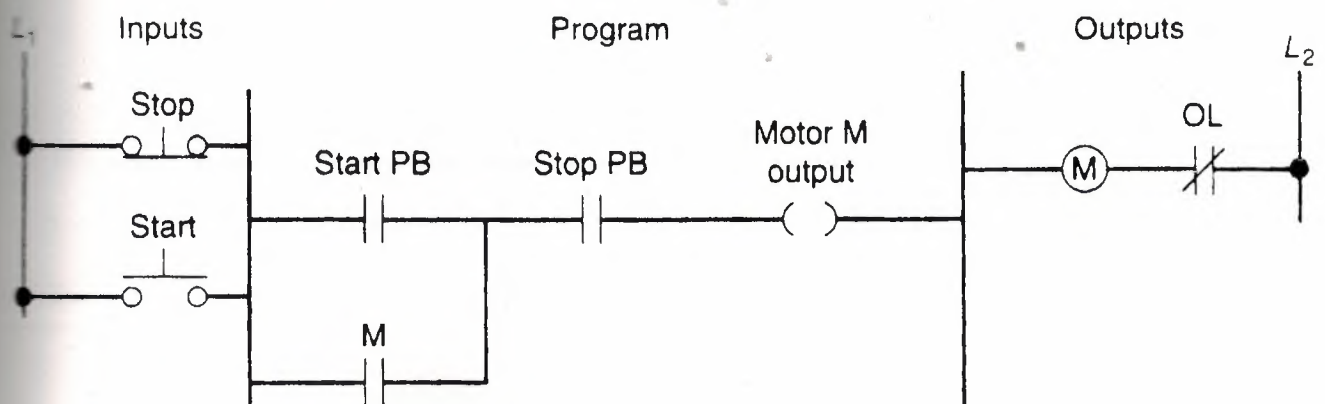 L₁ Inputs Program Outputs L₂
Stop
Start PB Stop PB Motor M output
OL
M
Start
M